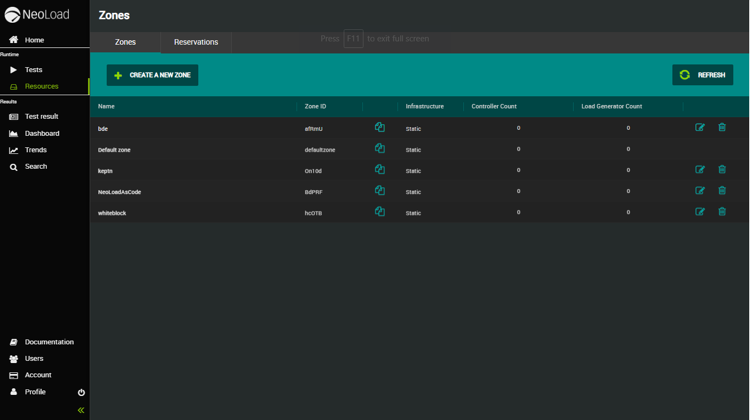 NeoLoad
Home
Runtime
Tests
Resources
Results
Test result
Dashboard
Trends
Search
Documentation
Users
Account
Profile
Zones
Zones Reservations
Press F11 to exit full screen
CREATE A NEW ZONE REFRESH
Name Zone ID Infrastructure Controller Count Load Generator Count
bde afRmU Static 0 0
Default zone defaultzone Static 0 0
keptn On10d Static 0 0
NeoLoadAsCode BdPRF Static 0 0
whiteblock hcOTB Static 0 0